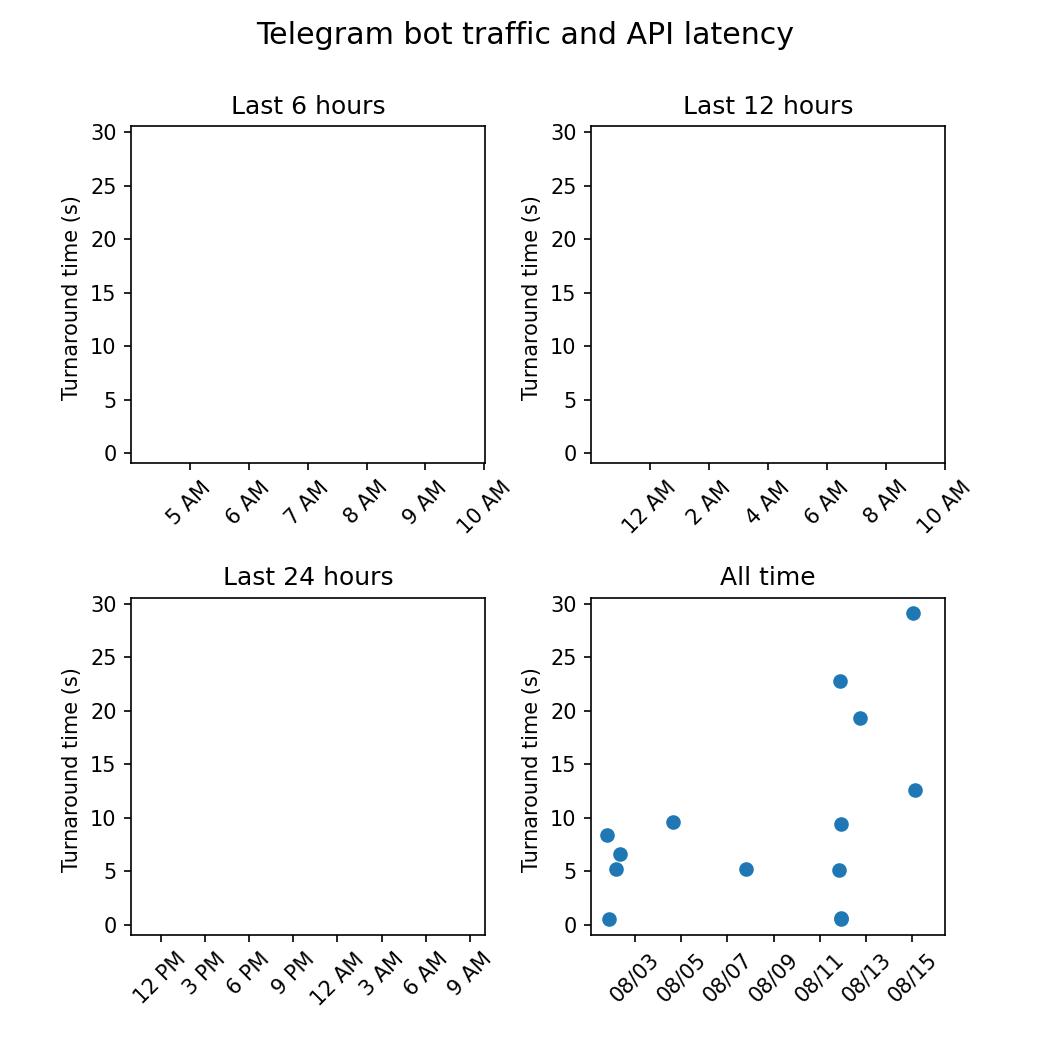 Telegram bot traffic and API latency
Last 6 hours
Turnaround time (s)
30
25
20
15
10
5
0
5 AM
6 AM
7 AM
8 AM
9 AM
10 AM
Last 12 hours
Turnaround time (s)
30
25
20
15
10
5
0
12 AM
2 AM
4 AM
6 AM
8 AM
10 AM
Last 24 hours
Turnaround time (s)
30
25
20
15
10
5
0
12 PM
3 PM
6 PM
9 PM
12 AM
3 AM
6 AM
9 AM
All time
Turnaround time (s)
30
25
20
15
10
5
0
08/03
08/05
08/07
08/09
08/11
08/13
08/15